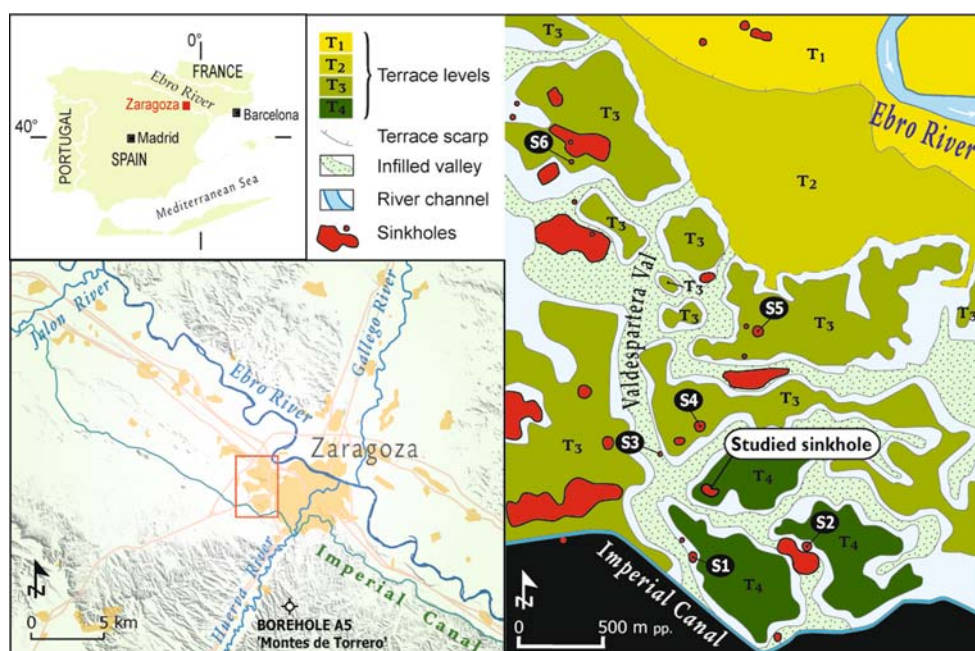 0°
FRANCE
Ebro River
Zaragoza
Barcelona
40°
Madrid
PORTUGAL
SPAIN
Mediterranean Sea
T1
T2
T3
T4
Terrace levels
Terrace scarp
Infilled valley
River channel
Sinkholes
Jalon River
Ebro River
Gallego River
Zaragoza
Huerva River
Imperial Canal
N
0 5 km
BOREHOLE A5
'Montes de Torrero'
T3
T1
Ebro River
T3
S6
T2
T3
T3
T3
Valdespartera Val
T3
S5
T3
T3
S4
T3
S3
T3
Studied sinkhole
T4
S2
T4
S1
T4
Imperial Canal
N
0 500 m pp.